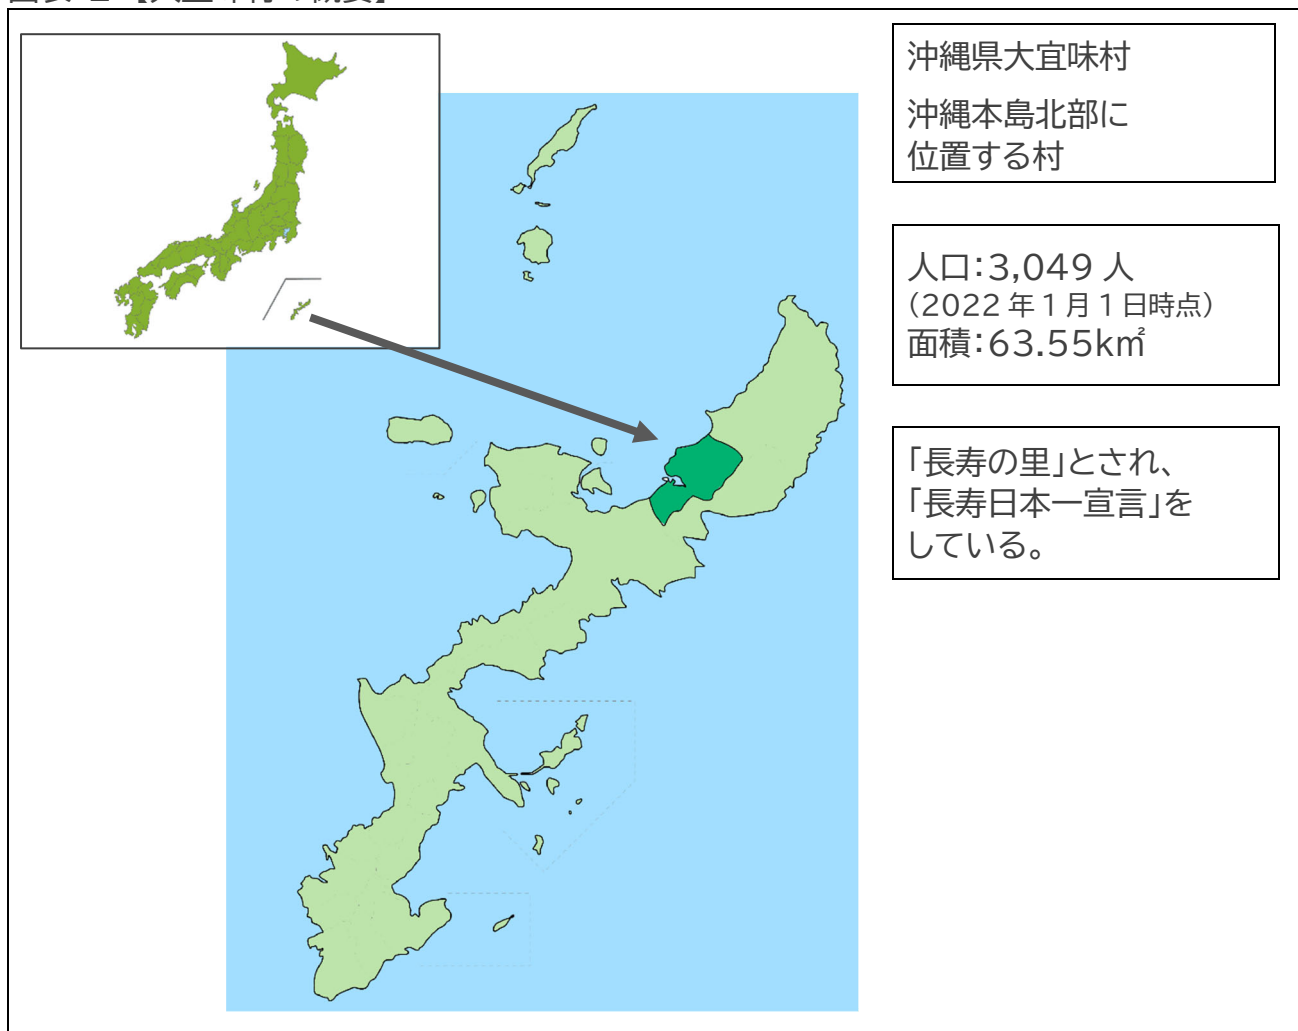 沖縄県大宜味村
沖縄本島北部に
位置する村
人口:3,049 人
(2022 年 1 月 1 日時点)
面積:63.55k㎡
「長寿の里」とされ、
「長寿日本一宣言」を
している。